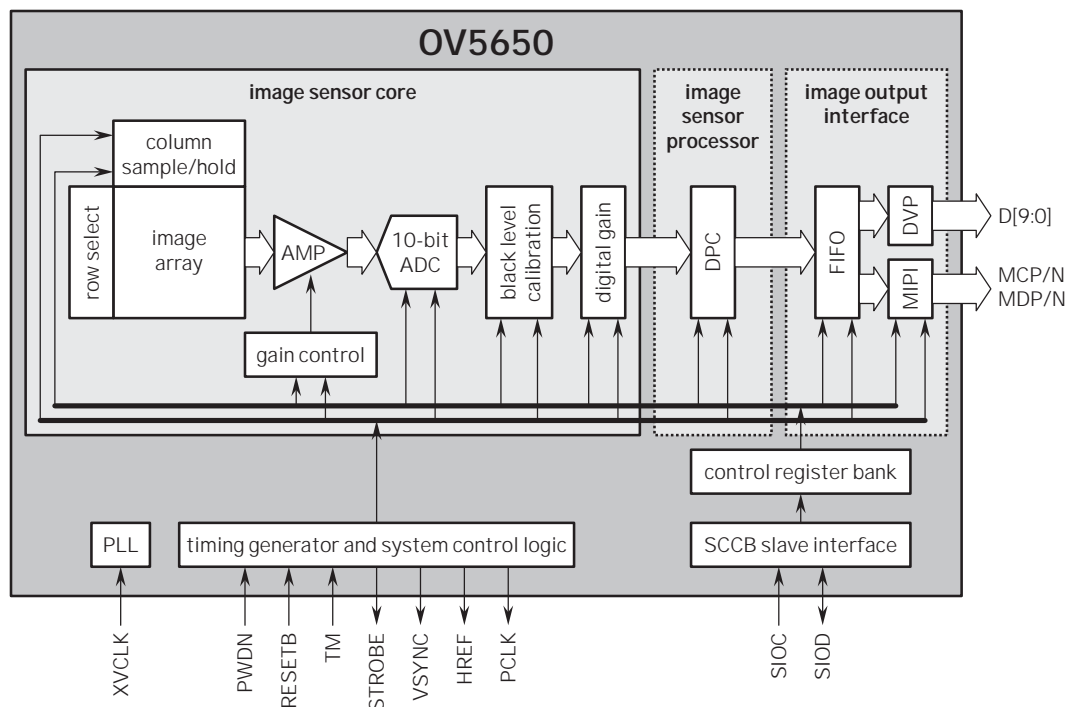 OV5650
image sensor core
image
sensor
processor
image output
interface
column
sample/hold
row select
image
array
AMP
10-bit
ADC
black level
calibration
digital gain
DPC
FIFO
DVP
MIPI
D[9:0]
MCP/N
MDP/N
gain control
control register bank
PLL
timing generator and system control logic
SCCB slave interface
XVCLK
PWDN
RESETB
TM
STROBE
VSYNC
HREF
PCLK
SIOC
SIOD